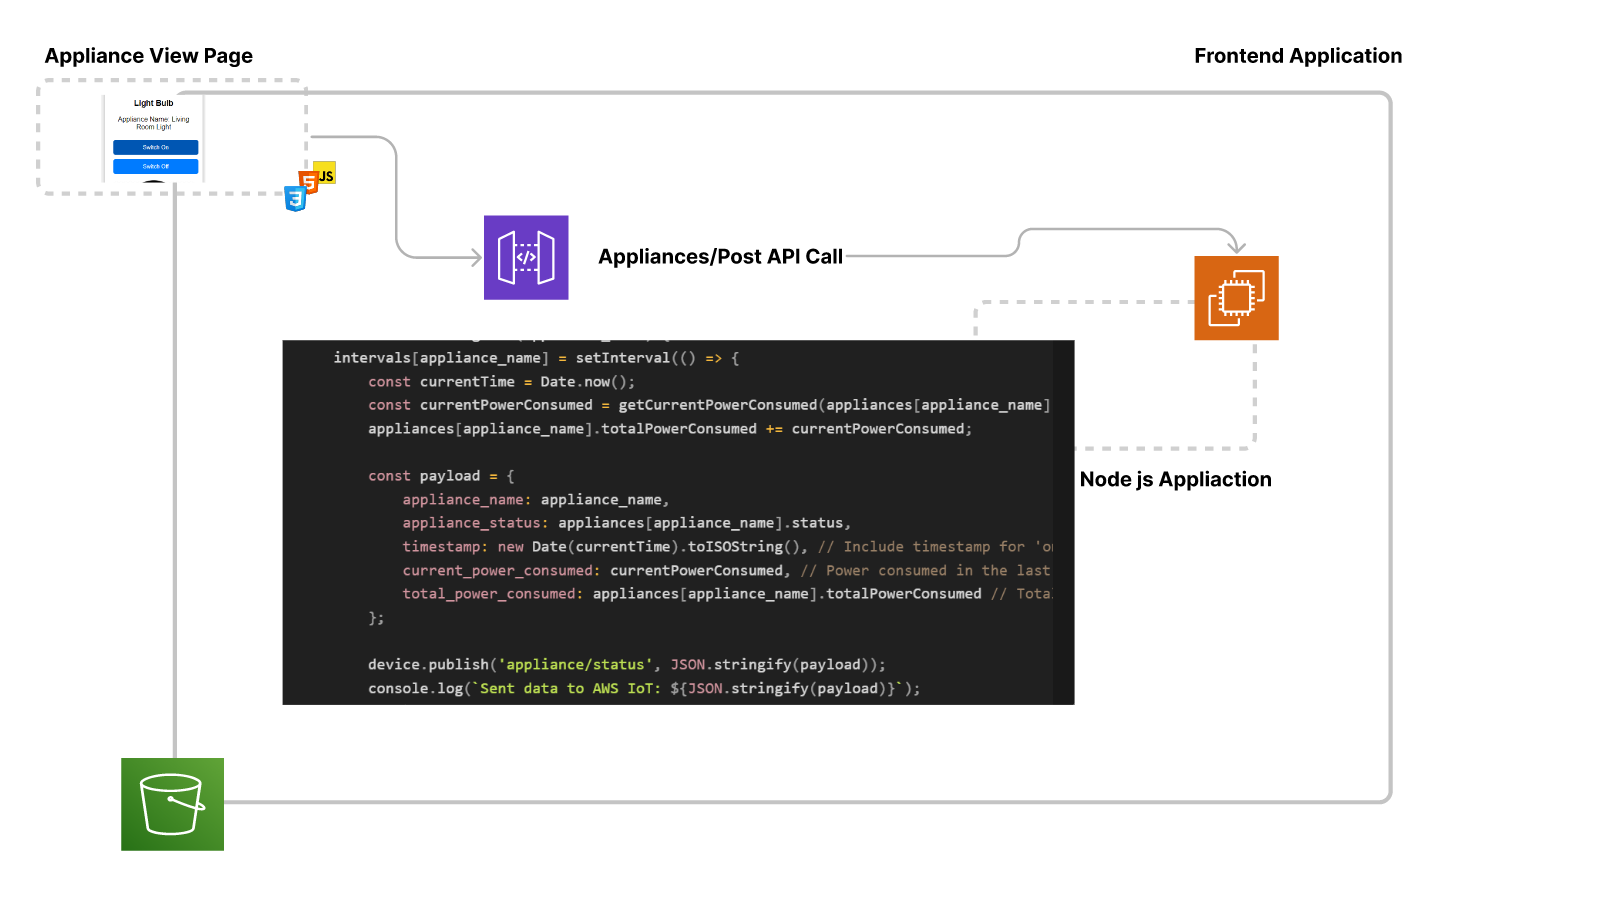 Appliance View Page
Frontend Application
Light Bulb
Appliance Name: Living
Room Light
Switch On
Switch Off
JS
5
3
</>
Appliances/Post API Call
intervals[appliance_name] = setInterval(() => {
const currentTime = Date.now();
const currentPowerConsumed = getCurrentPowerConsumed(appliances[appliance_name]
appliances[appliance_name].totalPowerConsumed += currentPowerConsumed;
const payload = {
appliance_name: appliance_name,
appliance_status: appliances[appliance_name].status,
timestamp: new Date(currentTime).toISOString(), // Include timestamp for
current_power_consumed: currentPowerConsumed, // Power consumed in the last
total_power_consumed: appliances[appliance_name].totalPowerConsumed //
};
device.publish('appliance/status', JSON.stringify(payload));
console.log(`Sent data to AWS IoT: ${JSON.stringify(payload)}`);
Node js Appliaction